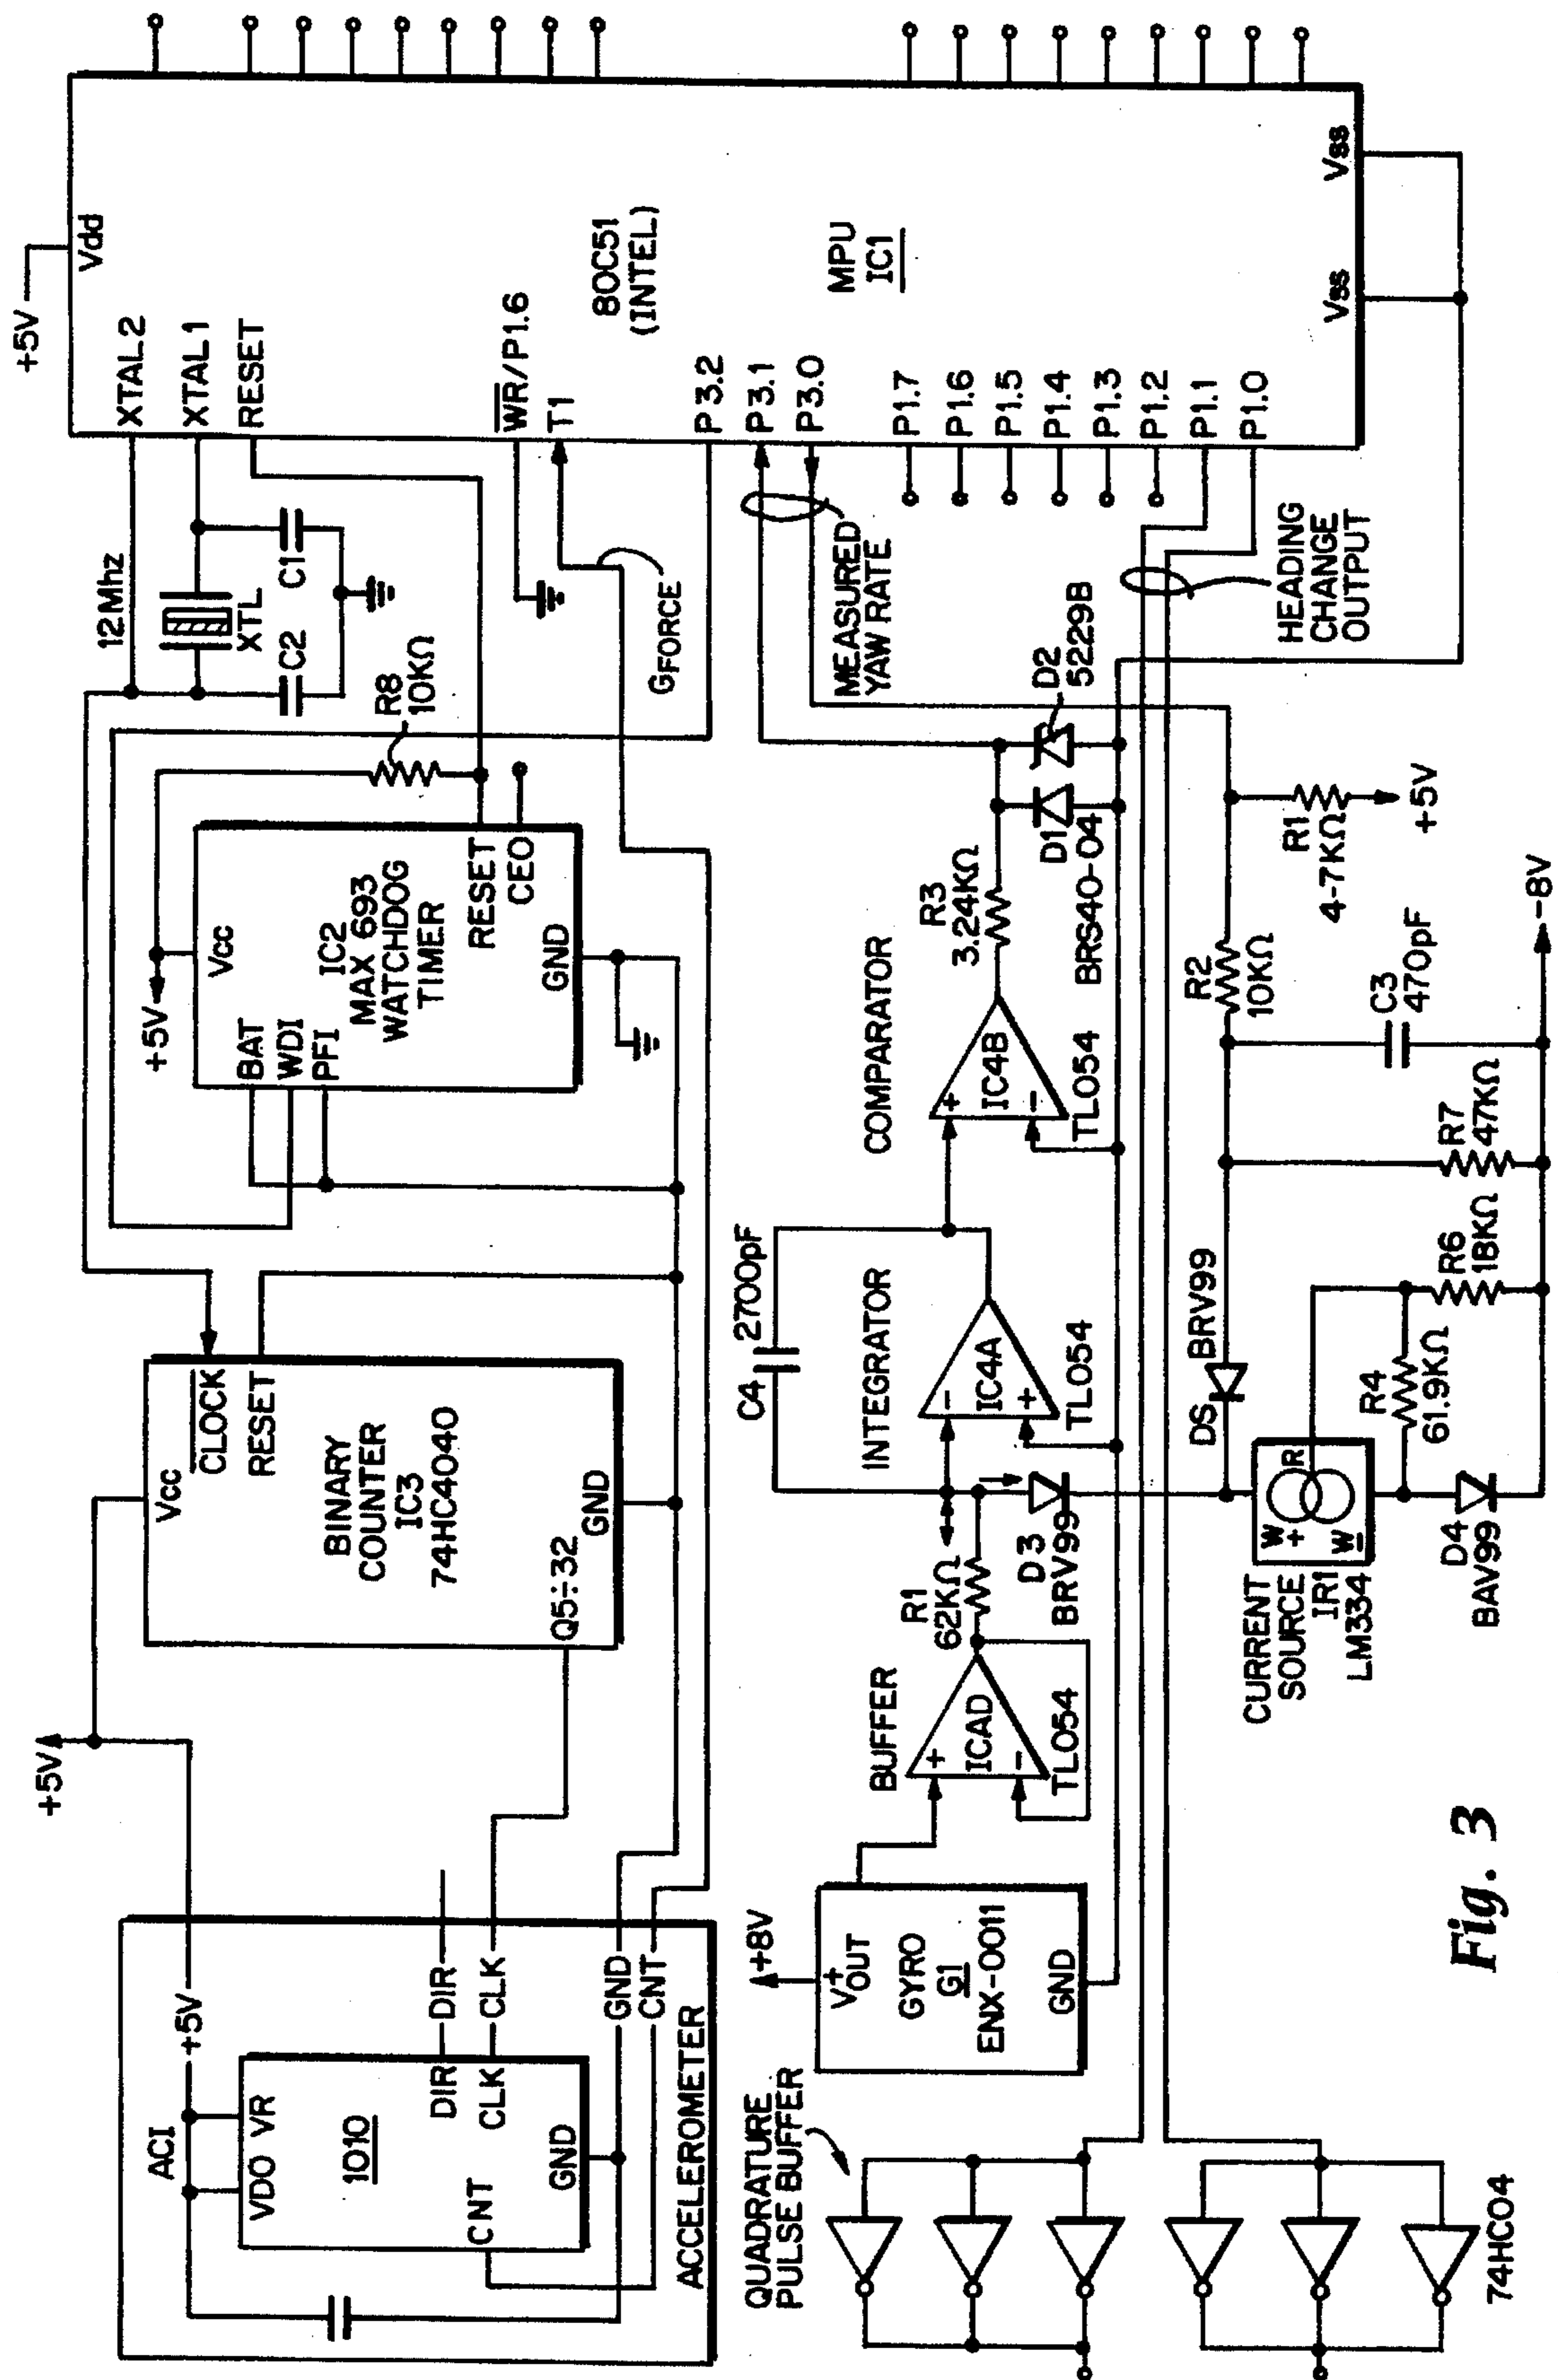 +5V
Vdd
XTAL2
XTAL1
RESET
WR/P1.6
T1
P3.2
P3.1
P3.0
P1.7
P1.6
P1.5
P1.4
P1.3
P1.2
P1.1
P1.0
80C51
(INTEL)
MPU
IC1
Vss
Vss
12Mhz
XTL
C1
C2
R8
10KΩ
GFORCE
MEASURED
YAW RATE
HEADING
CHANGE
OUTPUT
+5V
Vcc
BAT
WDI
PFI
IC2
MAX 693
WATCHDOG
TIMER
RESET
CEO
GND
+5V
Vcc
CLOCK
RESET
BINARY
COUNTER
IC3
74HC4040
Q5÷32
GND
ACI
+5V
VDO VR
1010
DIR
CLK
CNT
GND
DIR
CLK
GND
CNT
ACCELEROMETER
QUADRATURE
PULSE BUFFER
74HC04
+8V
V+
OUT
GYRO
G1
ENX-0011
GND
BUFFER
+
ICAD
-
TL054
R1
62KΩ
D3
BRV99
C4
2700pF
INTEGRATOR
-
IC4A
+
TL054
COMPARATOR
+
IC4B
-
TL054
R3
3.24KΩ
D1
BRS40-04
D2
5229B
R1
4-7KΩ
+5V
R2
10KΩ
C3
470pF
-8V
R7
47KΩ
R6
18KΩ
R4
61.9KΩ
DS
BRV99
CURRENT
SOURCE
IR1
LM334
W
+
R
W
D4
BAV99
Fig. 3